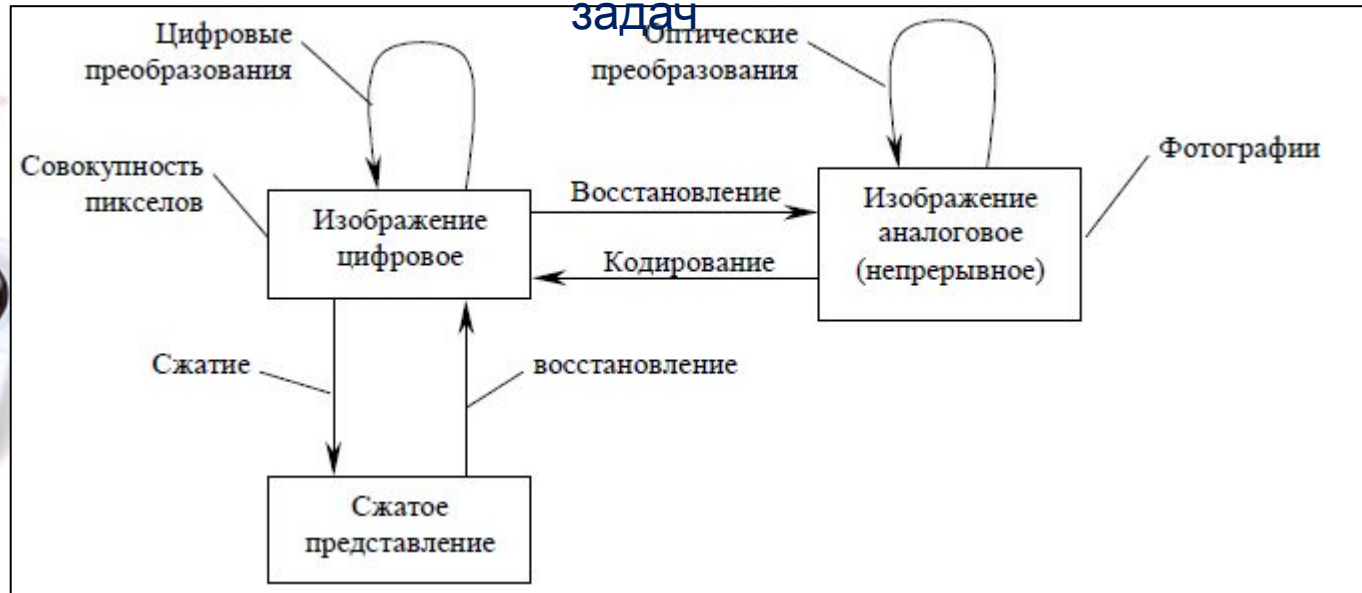 задач
Цифровые
преобразования
Оптические
преобразования
Совокупность
пикселов
Фотографии
Изображение
цифровое
Восстановление
Кодирование
Изображение
аналоговое
(непрерывное)
Сжатие
восстановление
Сжатое
представление